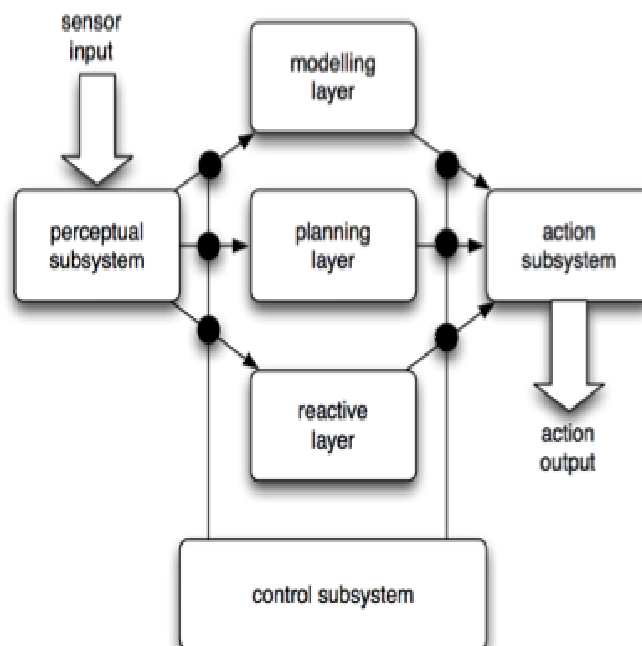 sensor
input
modelling
layer
perceptual
subsystem
planning
layer
action
subsystem
reactive
layer
action
output
control subsystem